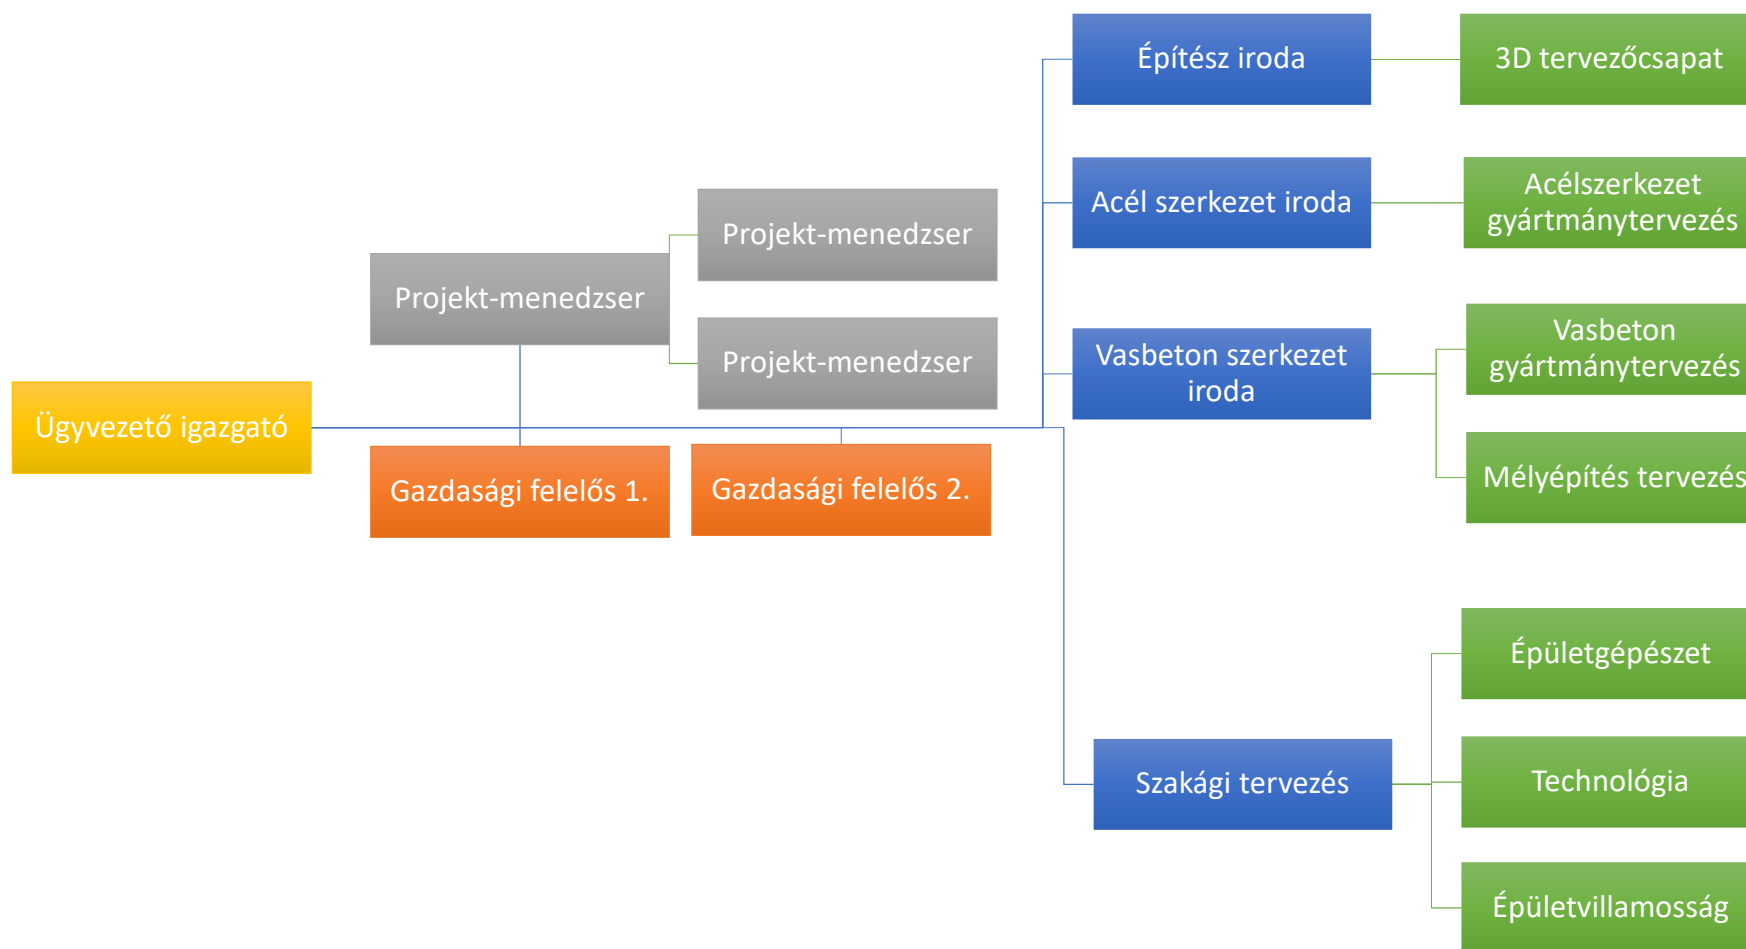 Ügyvezető igazgató
Projekt-menedzser
Projekt-menedzser
Projekt-menedzser
Gazdasági felelős 1.
Gazdasági felelős 2.
Építész iroda
3D tervezőcsapat
Acél szerkezet iroda
Acélszerkezet
gyártmánytervezés
Vasbeton szerkezet
iroda
Vasbeton
gyártmánytervezés
Mélyépítés tervezés
Szakági tervezés
Épületgépészet
Technológia
Épületvillamosság